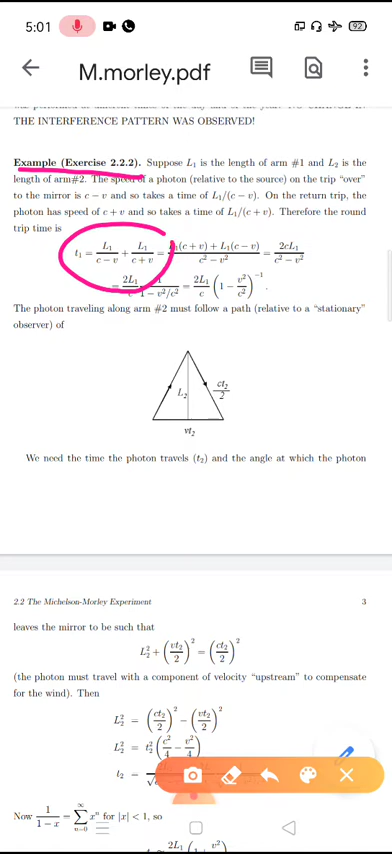 5:01
92
M.morley.pdf
THE INTERFERENCE PATTERN WAS OBSERVED!
Example (Exercise 2.2.2). Suppose L₁ is the length of arm #1 and L₂ is the
length of arm#2. The speed of a photon (relative to the source) on the trip “over”
to the mirror is c − v and so takes a time of L₁/(c − v). On the return trip, the
photon has speed of c + v and so takes a time of L₁/(c + v). Therefore the round
trip time is
t₁ = L₁/(c − v) + L₁/(c + v) = (c + v) + L₁(c − v)/(c² − v²) = 2cL₁/(c² − v²)
= 2L₁/c 1 − v²/c² = 2L₁/c (1 − v²/c²)⁻¹.
The photon traveling along arm #2 must follow a path (relative to a “stationary”
observer) of
L₂
ct₂/2
vt₂
We need the time the photon travels (t₂) and the angle at which the photon
2.2 The Michelson-Morley Experiment 3
leaves the mirror to be such that
L₂² + (vt₂/2)² = (ct₂/2)²
(the photon must travel with a component of velocity “upstream” to compensate
for the wind). Then
L₂² = (ct₂/2)² − (vt₂/2)²
L₂² = t₂² (c²/4 − v²/4)
t₂ =
Now 1/(1 − x) = ∑ₙ₌₀^∞ xⁿ for |x| < 1, so
2L₁ (1 v²